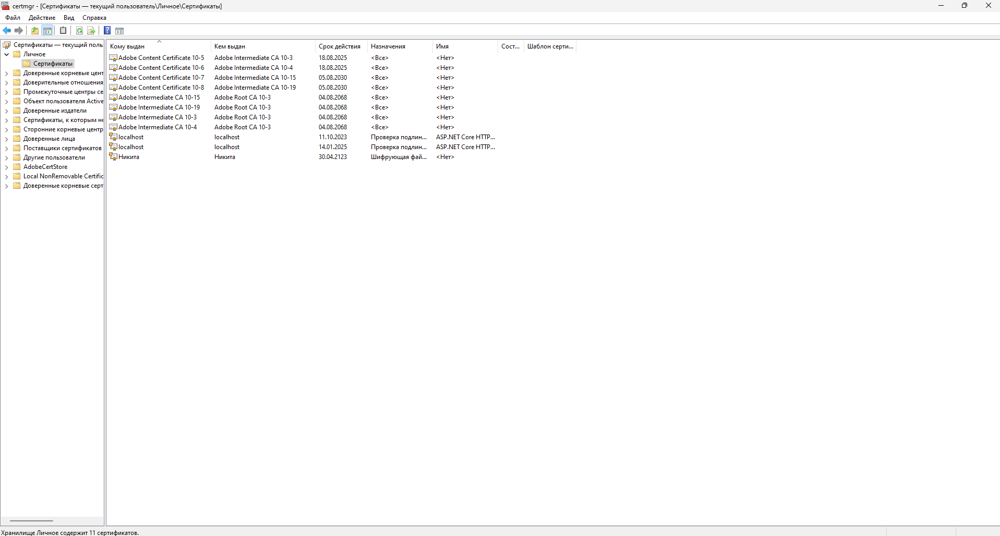 certmgr - [Сертификаты — текущий пользователь\Личное\Сертификаты]
Файл Действие Вид Справка
Сертификаты — текущий поль
Личное
Сертификаты
Доверенные корневые цент
Доверительные отношения
Промежуточные центры се
Объект пользователя Active
Доверенные издатели
Сертификаты, к которым не
Сторонние корневые центр
Доверенные лица
Поставщики сертификатов
Другие пользователи
AdobeCertStore
Local NonRemovable Certific
Доверенные корневые серт
Кому выдан Кем выдан Срок действия Назначения Имя Сост... Шаблон серти...
Adobe Content Certificate 10-5 Adobe Intermediate CA 10-3 18.08.2025 <Все> <Нет>
Adobe Content Certificate 10-6 Adobe Intermediate CA 10-4 18.08.2025 <Все> <Нет>
Adobe Content Certificate 10-7 Adobe Intermediate CA 10-15 05.08.2030 <Все> <Нет>
Adobe Content Certificate 10-8 Adobe Intermediate CA 10-19 05.08.2030 <Все> <Нет>
Adobe Intermediate CA 10-15 Adobe Root CA 10-3 04.08.2068 <Все> <Нет>
Adobe Intermediate CA 10-19 Adobe Root CA 10-3 04.08.2068 <Все> <Нет>
Adobe Intermediate CA 10-3 Adobe Root CA 10-3 04.08.2068 <Все> <Нет>
Adobe Intermediate CA 10-4 Adobe Root CA 10-3 04.08.2068 <Все> <Нет>
localhost localhost 11.10.2023 Проверка подлин... ASP.NET Core HTTP...
localhost localhost 14.01.2025 Проверка подлин... ASP.NET Core HTTP...
Никита Никита 30.04.2123 Шифрующая фай... <Нет>
Хранилище Личное содержит 11 сертификатов.